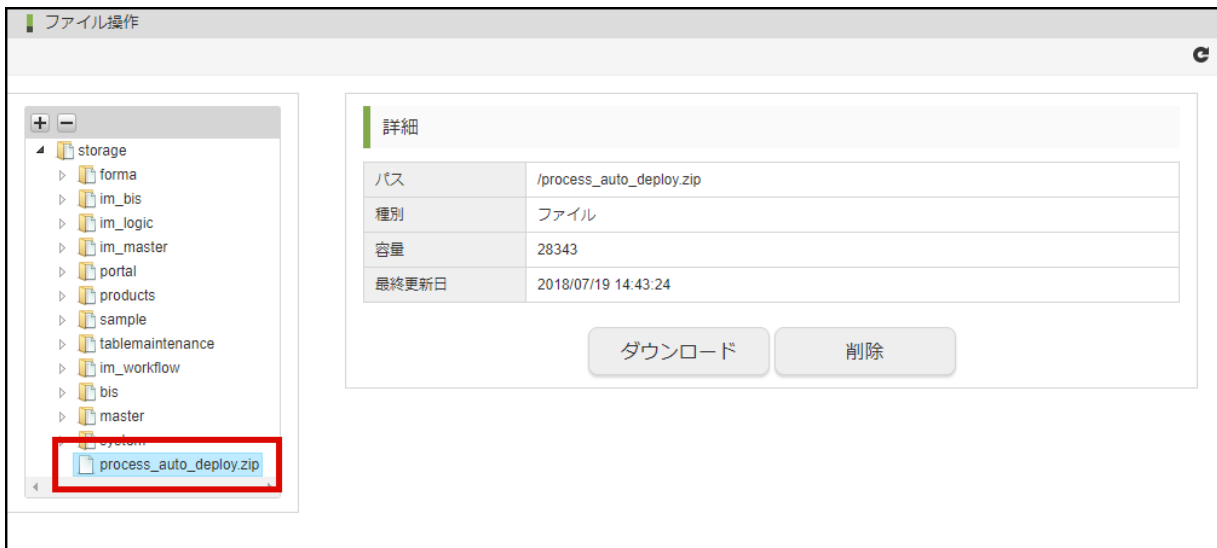 ファイル操作
storage
forma
im_bis
im_logic
im_master
portal
products
sample
tablemaintenance
im_workflow
bis
master
system
process_auto_deploy.zip
詳細
パス /process_auto_deploy.zip
種別 ファイル
容量 28343
最終更新日 2018/07/19 14:43:24
ダウンロード 削除